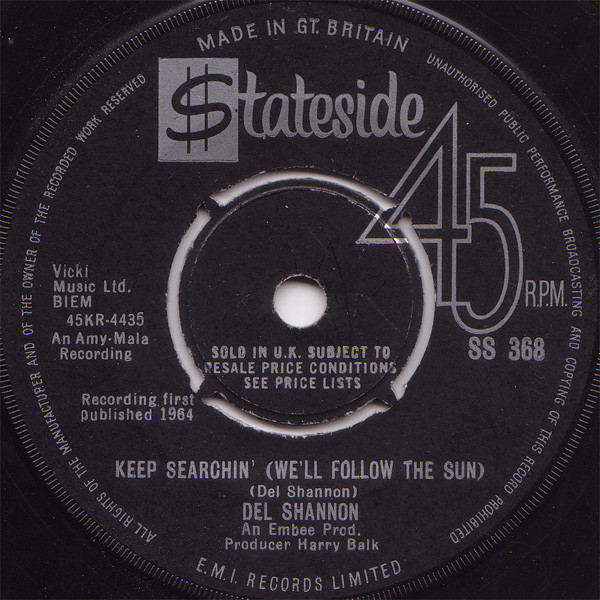 MADE IN GT. BRITAIN
$tateside
45
R.P.M.
SS 368
UNAUTHORISED PUBLIC PERFORMANCE BROADCASTING AND COPYING OF THIS RECORD PROHIBITED
ALL RIGHTS OF THE MANUFACTURER AND OF THE OWNER OF THE RECORDED WORK RESERVED
Vicki
Music Ltd.
BIEM
45KR-4435
An Amy-Mala
Recording
SOLD IN U.K. SUBJECT TO
RESALE PRICE CONDITIONS
SEE PRICE LISTS
Recording first
published 1964
KEEP SEARCHIN' (WE'LL FOLLOW THE SUN)
(Del Shannon)
DEL SHANNON
An Embee Prod.
Producer Harry Balk
E.M.I. RECORDS LIMITED